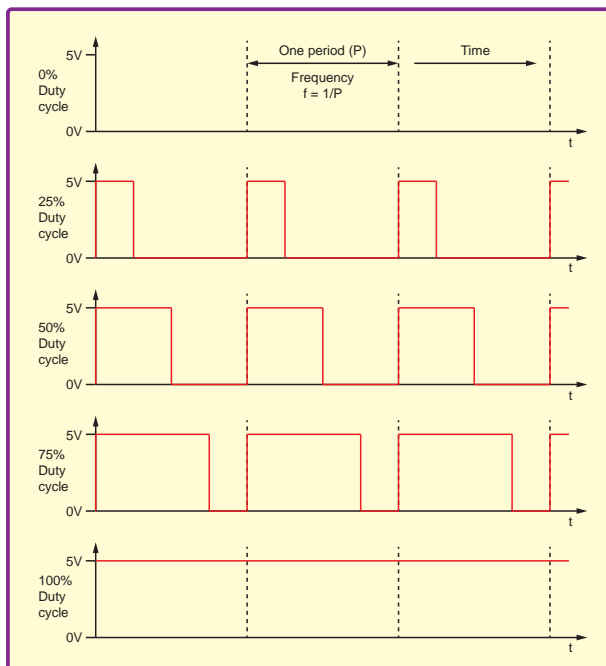 One period (P)
Time
5V
Frequency
f = 1/P
0%
Duty
cycle
0V
t
5V
25%
Duty
cycle
0V
t
5V
50%
Duty
cycle
0V
t
5V
75%
Duty
cycle
0V
t
5V
100%
Duty
cycle
0V
t